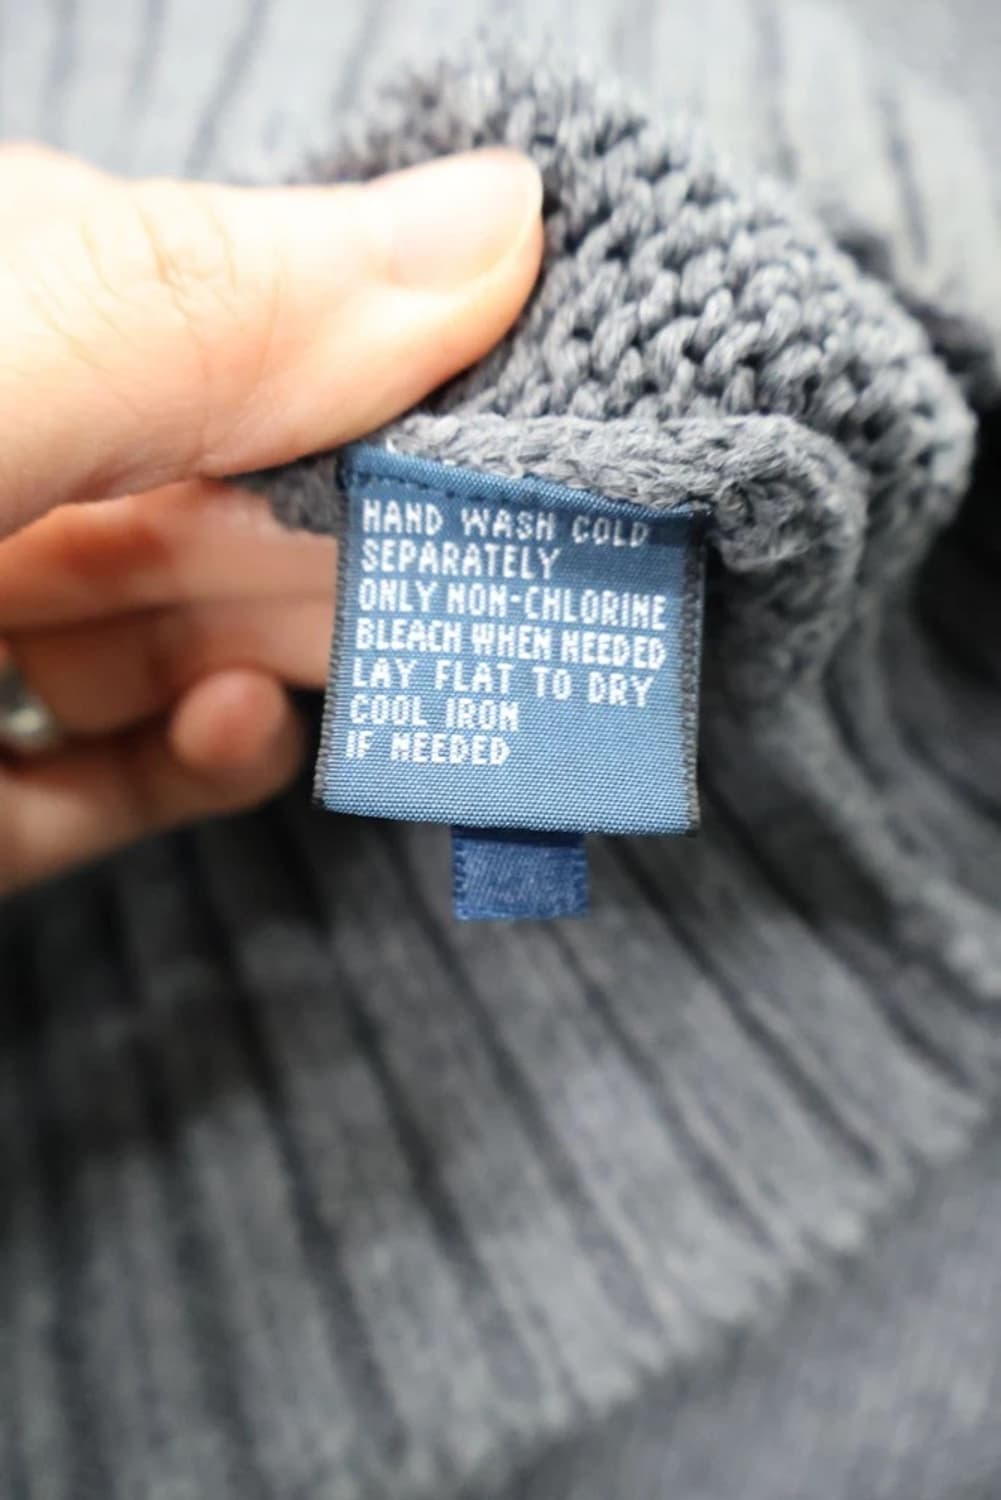 HAND WASH COLD
SEPARATELY
ONLY NON-CHLORINE
BLEACH WHEN NEEDED
LAY FLAT TO DRY
COOL IRON
IF NEEDED